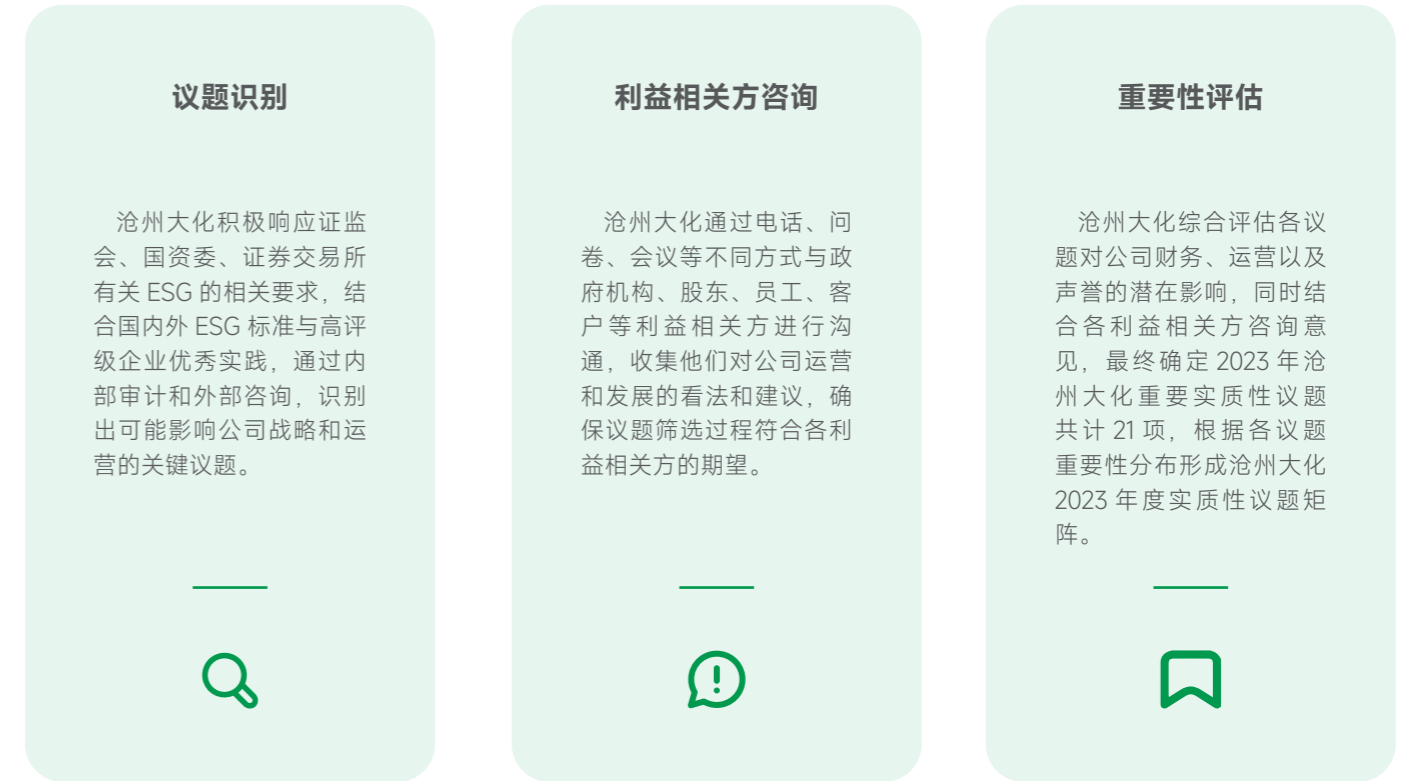 议题识别
沧州大化积极响应证监
会、国资委、证券交易所
有关 ESG 的相关要求，结
合国内外 ESG 标准与高评
级企业优秀实践，通过内
部审计和外部咨询，识别
出可能影响公司战略和运
营的关键议题。
利益相关方咨询
沧州大化通过电话、问
卷、会议等不同方式与政
府机构、股东、员工、客
户等利益相关方进行沟
通，收集他们对公司运营
和发展的看法和建议，确
保议题筛选过程符合各利
益相关方的期望。
重要性评估
沧州大化综合评估各议
题对公司财务、运营以及
声誉的潜在影响，同时结
合各利益相关方咨询意
见，最终确定 2023 年沧
州大化重要实质性议题
共计 21 项，根据各议题
重要性分布形成沧州大化
2023 年度实质性议题矩
阵。